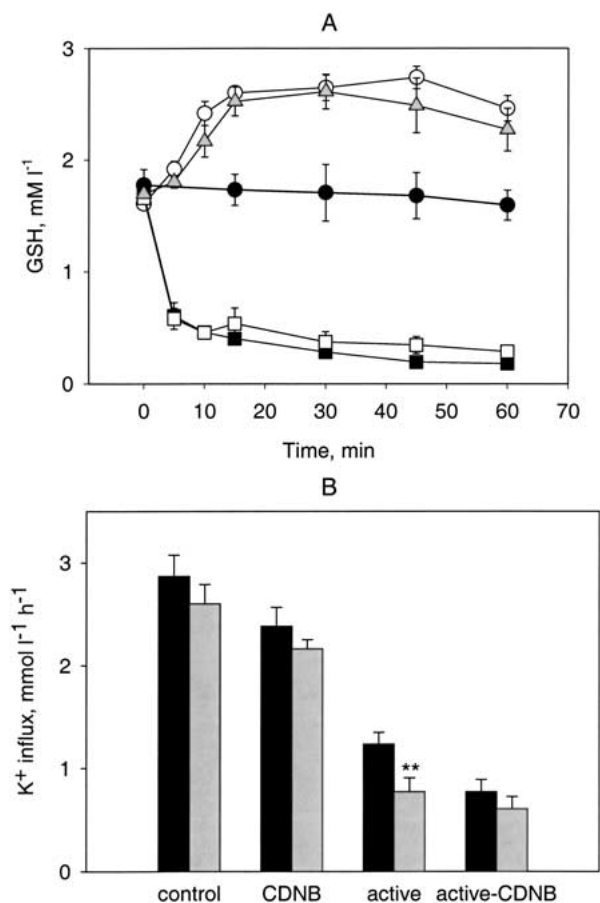 A
3
2
1
0
GSH, mM l⁻¹
0 10 20 30 40 50 60 70
Time, min
B
3
2
1
0
K⁺ influx, mmol l⁻¹ h⁻¹
**
control CDNB active active-CDNB